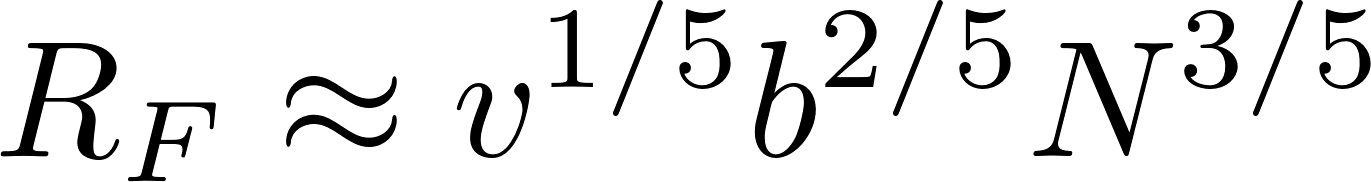 R_F ≈ v^{1/5} b^{2/5} N^{3/5}